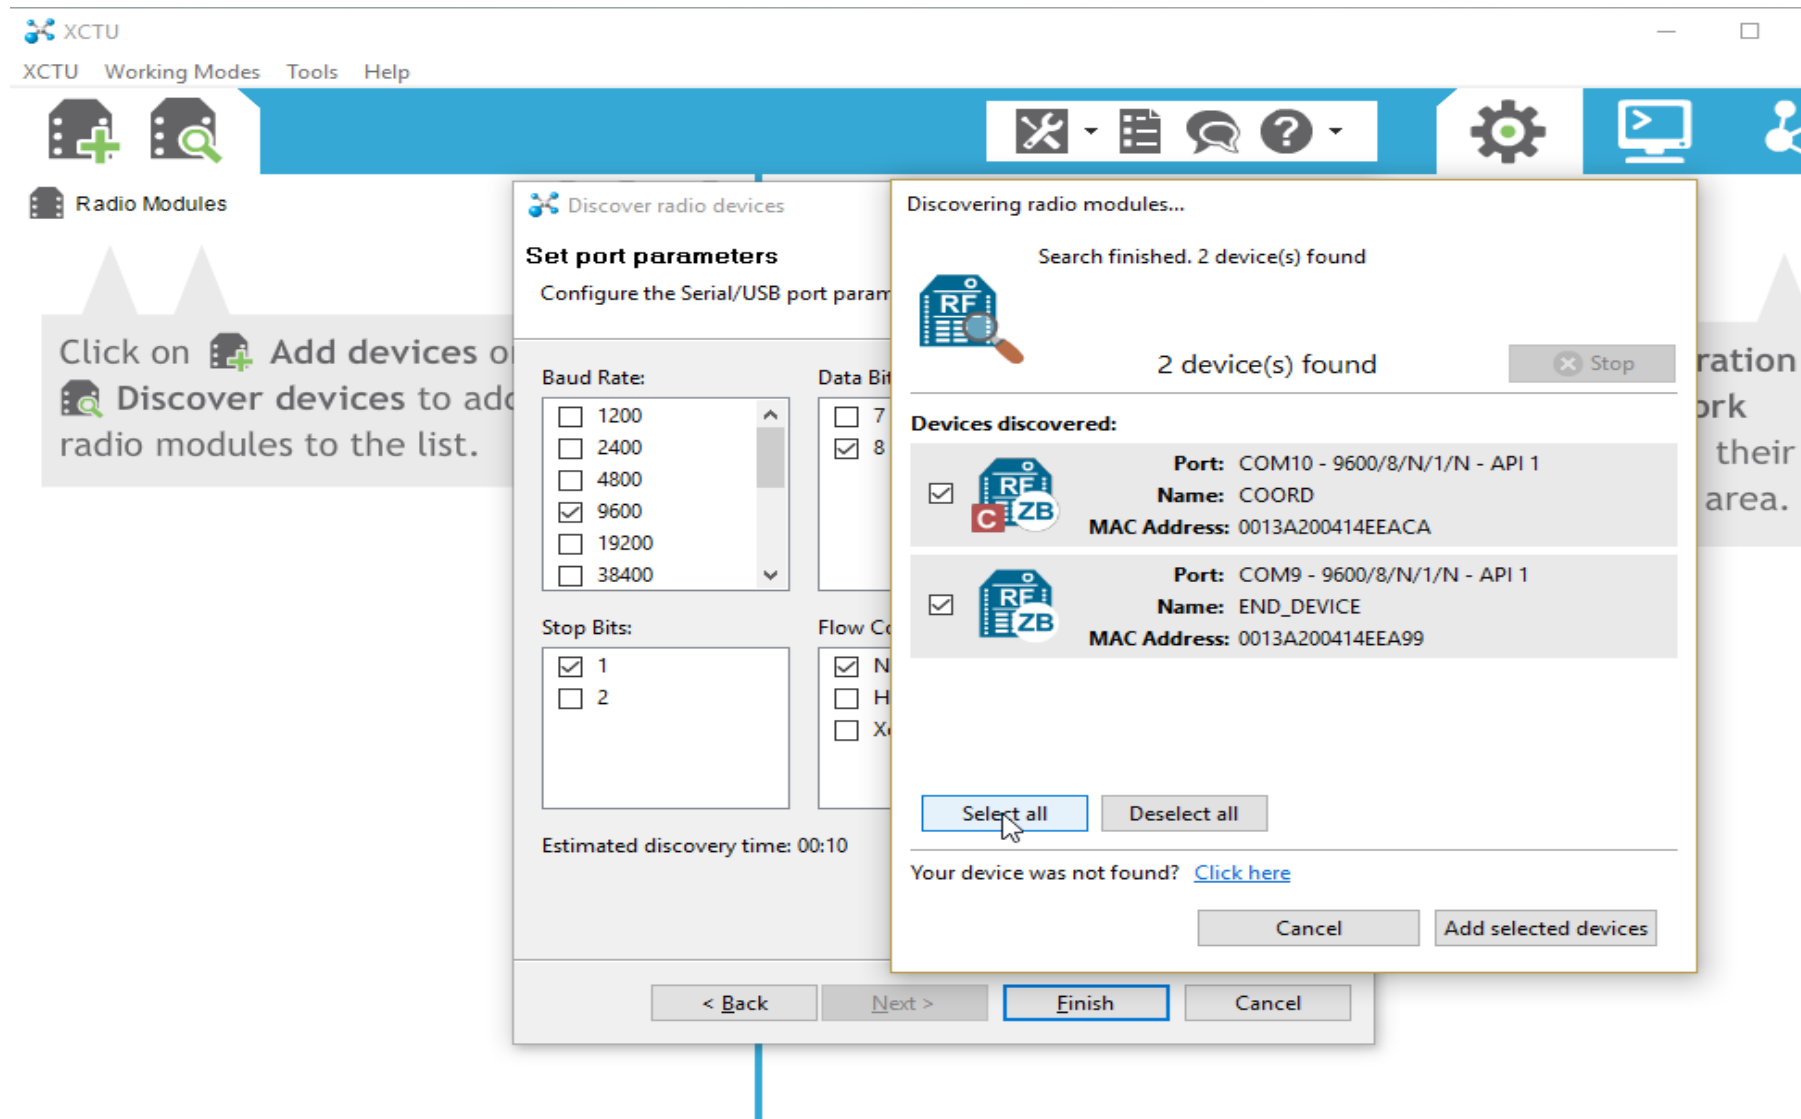 XCTU
XCTU Working Modes Tools Help
Radio Modules
Click on Add devices or
Discover devices to add
radio modules to the list.
Discover radio devices
Set port parameters
Configure the Serial/USB port param
Baud Rate:
1200
2400
4800
9600
19200
38400
Data Bit
7
8
Stop Bits:
1
2
Flow Co
N
H
X
Estimated discovery time: 00:10
< Back Next > Finish Cancel
Discovering radio modules...
Search finished. 2 device(s) found
RF
2 device(s) found
Stop
Devices discovered:
RF
C ZB
Port: COM10 - 9600/8/N/1/N - API 1
Name: COORD
MAC Address: 0013A200414EEACA
RF
ZB
Port: COM9 - 9600/8/N/1/N - API 1
Name: END_DEVICE
MAC Address: 0013A200414EEA99
Select all Deselect all
Your device was not found? Click here
Cancel Add selected devices
ration
ork
their
area.